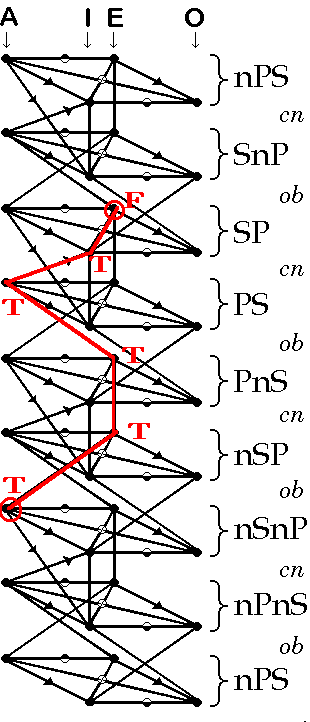 A I E O
↓ ↓ ↓ ↓
nPS
cn
SnP
ob
F
SP
T
cn
PS
T
ob
T
PnS
cn
T
nSP
ob
T
nSnP
cn
nPnS
ob
nPS